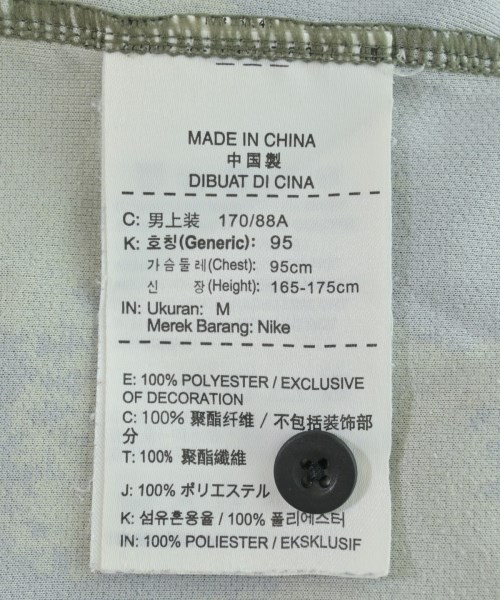 MADE IN CHINA
中国製
DIBUAT DI CINA
C: 男上装 170/88A
K: 호칭(Generic): 95
가슴둘레(Chest): 95cm
신 장(Height): 165-175cm
IN: Ukuran: M
Merek Barang: Nike
E: 100% POLYESTER / EXCLUSIVE
OF DECORATION
C: 100% 聚酯纤维 / 不包括装饰部
分
T: 100% 聚酯纖維
J: 100% ポリエステル
K: 섬유혼용율 / 100% 폴리에스터
IN: 100% POLIESTER / EKSKLUSIF